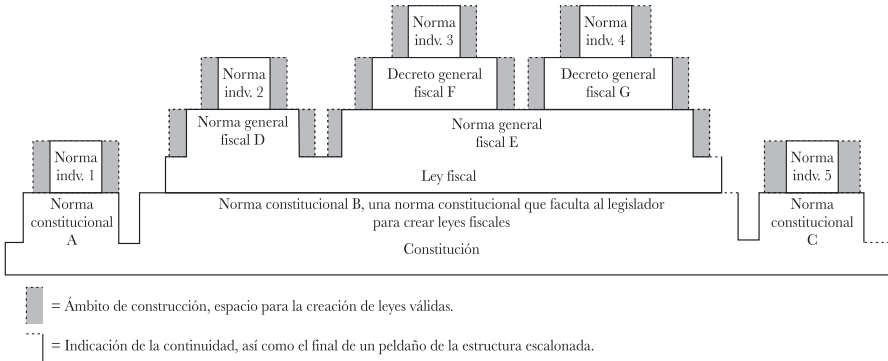 Norma
indv. 3
Norma
indv. 4
Norma
indv. 2
Decreto general
fiscal F
Decreto general
fiscal G
Norma general
fiscal D
Norma general
fiscal E
Norma
indv. 1
Ley fiscal
Norma
indv. 5
Norma
constitucional
A
Norma constitucional B, una norma constitucional que faculta al legislador
para crear leyes fiscales
Norma
constitucional
C
Constitución
= Ámbito de construcción, espacio para la creación de leyes válidas.
= Indicación de la continuidad, así como el final de un peldaño de la estructura escalonada.